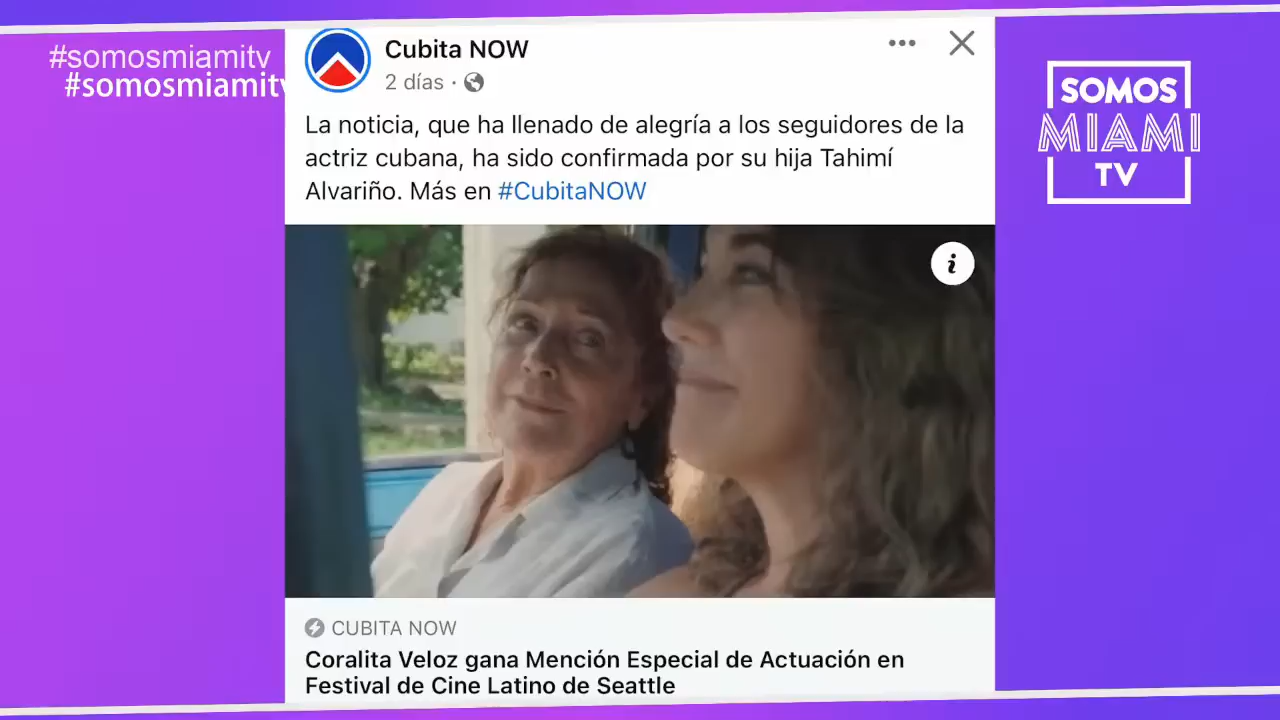 #somosmiamitv
#somosmiamitv
SOMOS
MIAMI
TV
Cubita NOW
2 días ·
La noticia, que ha llenado de alegría a los seguidores de la
actriz cubana, ha sido confirmada por su hija Tahimí
Alvariño. Más en #CubitaNOW
i
CUBITA NOW
Coralita Veloz gana Mención Especial de Actuación en
Festival de Cine Latino de Seattle